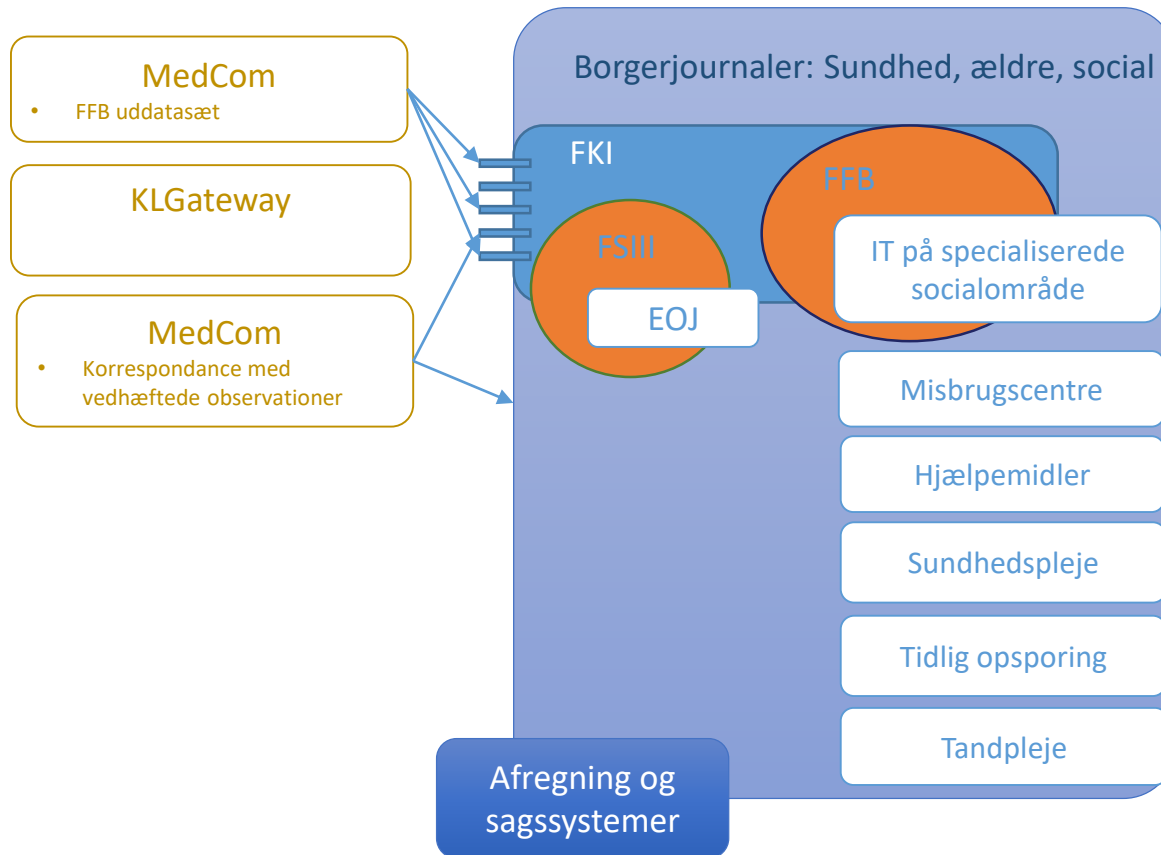 MedCom
• FFB uddatasæt
KLGateway
MedCom
• Korrespondance med
vedhæftede observationer
Borgerjournaler: Sundhed, ældre, social
FKI
FFB
FSIII
IT på specialiserede
socialområde
EOJ
Misbrugscentre
Hjælpemidler
Sundhedspleje
Tidlig opsporing
Tandpleje
Afregning og
sagssystemer